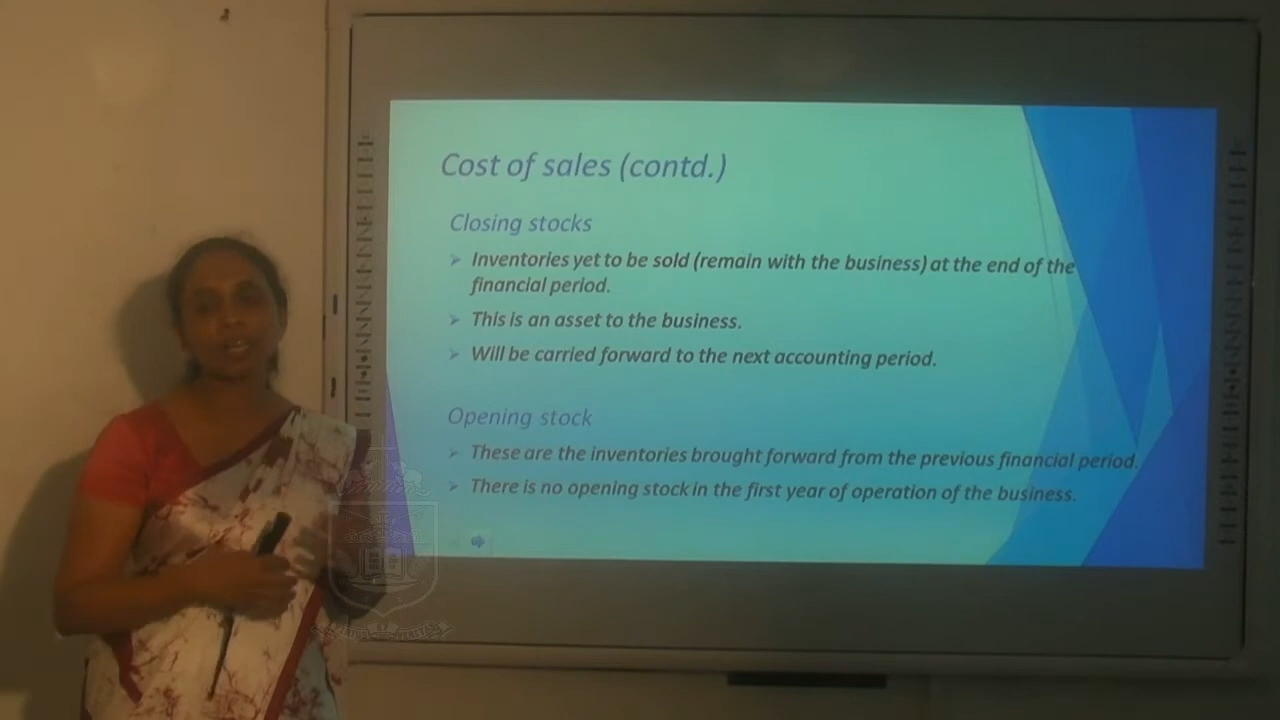 Cost of sales (contd.)
Closing stocks
Inventories yet to be sold (remain with the business) at the end of the
financial period.
This is an asset to the business.
Will be carried forward to the next accounting period.
Opening stock
These are the inventories brought forward from the previous financial period.
There is no opening stock in the first year of operation of the business.